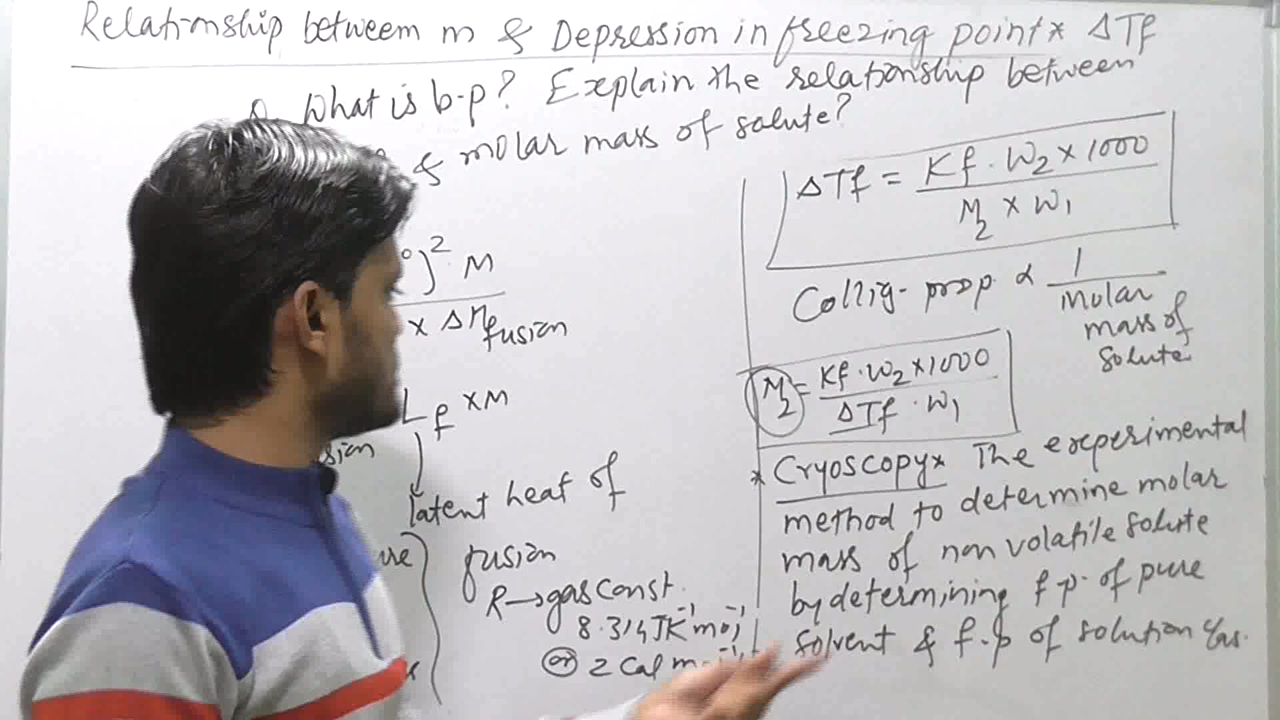 Relationship betweem m & Depression in freezing point* ΔTf
Q What is b-p? Explain the relationship between
& molar mass of solute?
°)² M
× ΔHfusion
Lf × M
sion
latent heat of
fusion
R → gas const.
8.314 JK⁻¹ mol⁻¹
or 2 Cal
ΔTf = Kf · W₂ × 1000 / M₂ × W₁
Collig- prop ∝ 1 / molar
mass of
solute
M₂ = Kf · W₂ × 1000 / ΔTf · W₁
* Cryoscopy* The experimental
method to determine molar
mass of non volatile solute
by determining f p. of pure
solvent & f.p of solution